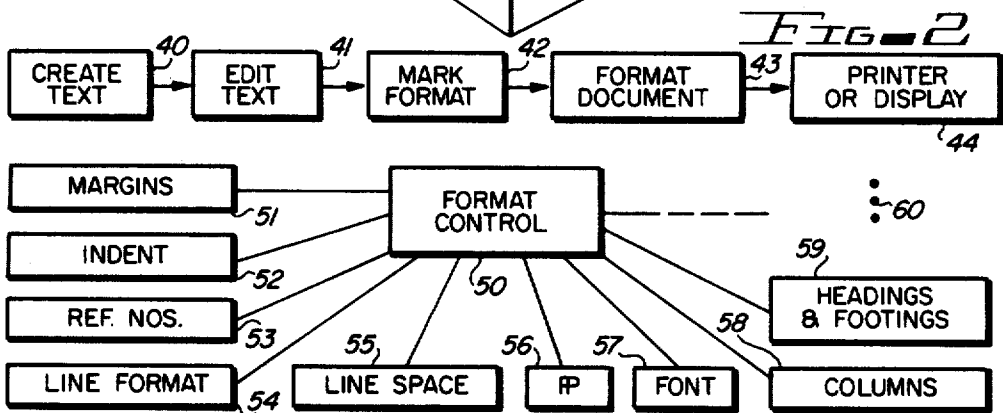 FIG-2
40
41
42
43
CREATE
TEXT
EDIT
TEXT
MARK
FORMAT
FORMAT
DOCUMENT
PRINTER
OR DISPLAY
44
MARGINS
51
INDENT
52
REF. NOS.
53
LINE FORMAT
54
FORMAT
CONTROL
50
60
55
LINE SPACE
56
57
FONT
58
COLUMNS
59
HEADINGS
& FOOTINGS